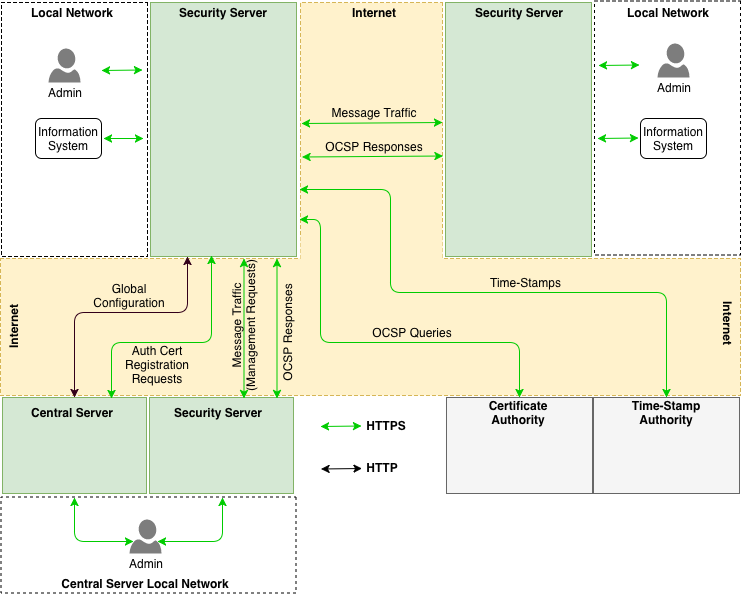 Local Network
Security Server
Internet
Security Server
Local Network
Admin
Admin
Message Traffic
Information
System
Information
System
OCSP Responses
Time-Stamps
Global
Configuration
Message Traffic
(Management Requests)
OCSP Responses
Internet
Internet
OCSP Queries
Auth Cert
Registration
Requests
Central Server
Security Server
Certificate
Authority
Time-Stamp
Authority
HTTPS
HTTP
Admin
Central Server Local Network